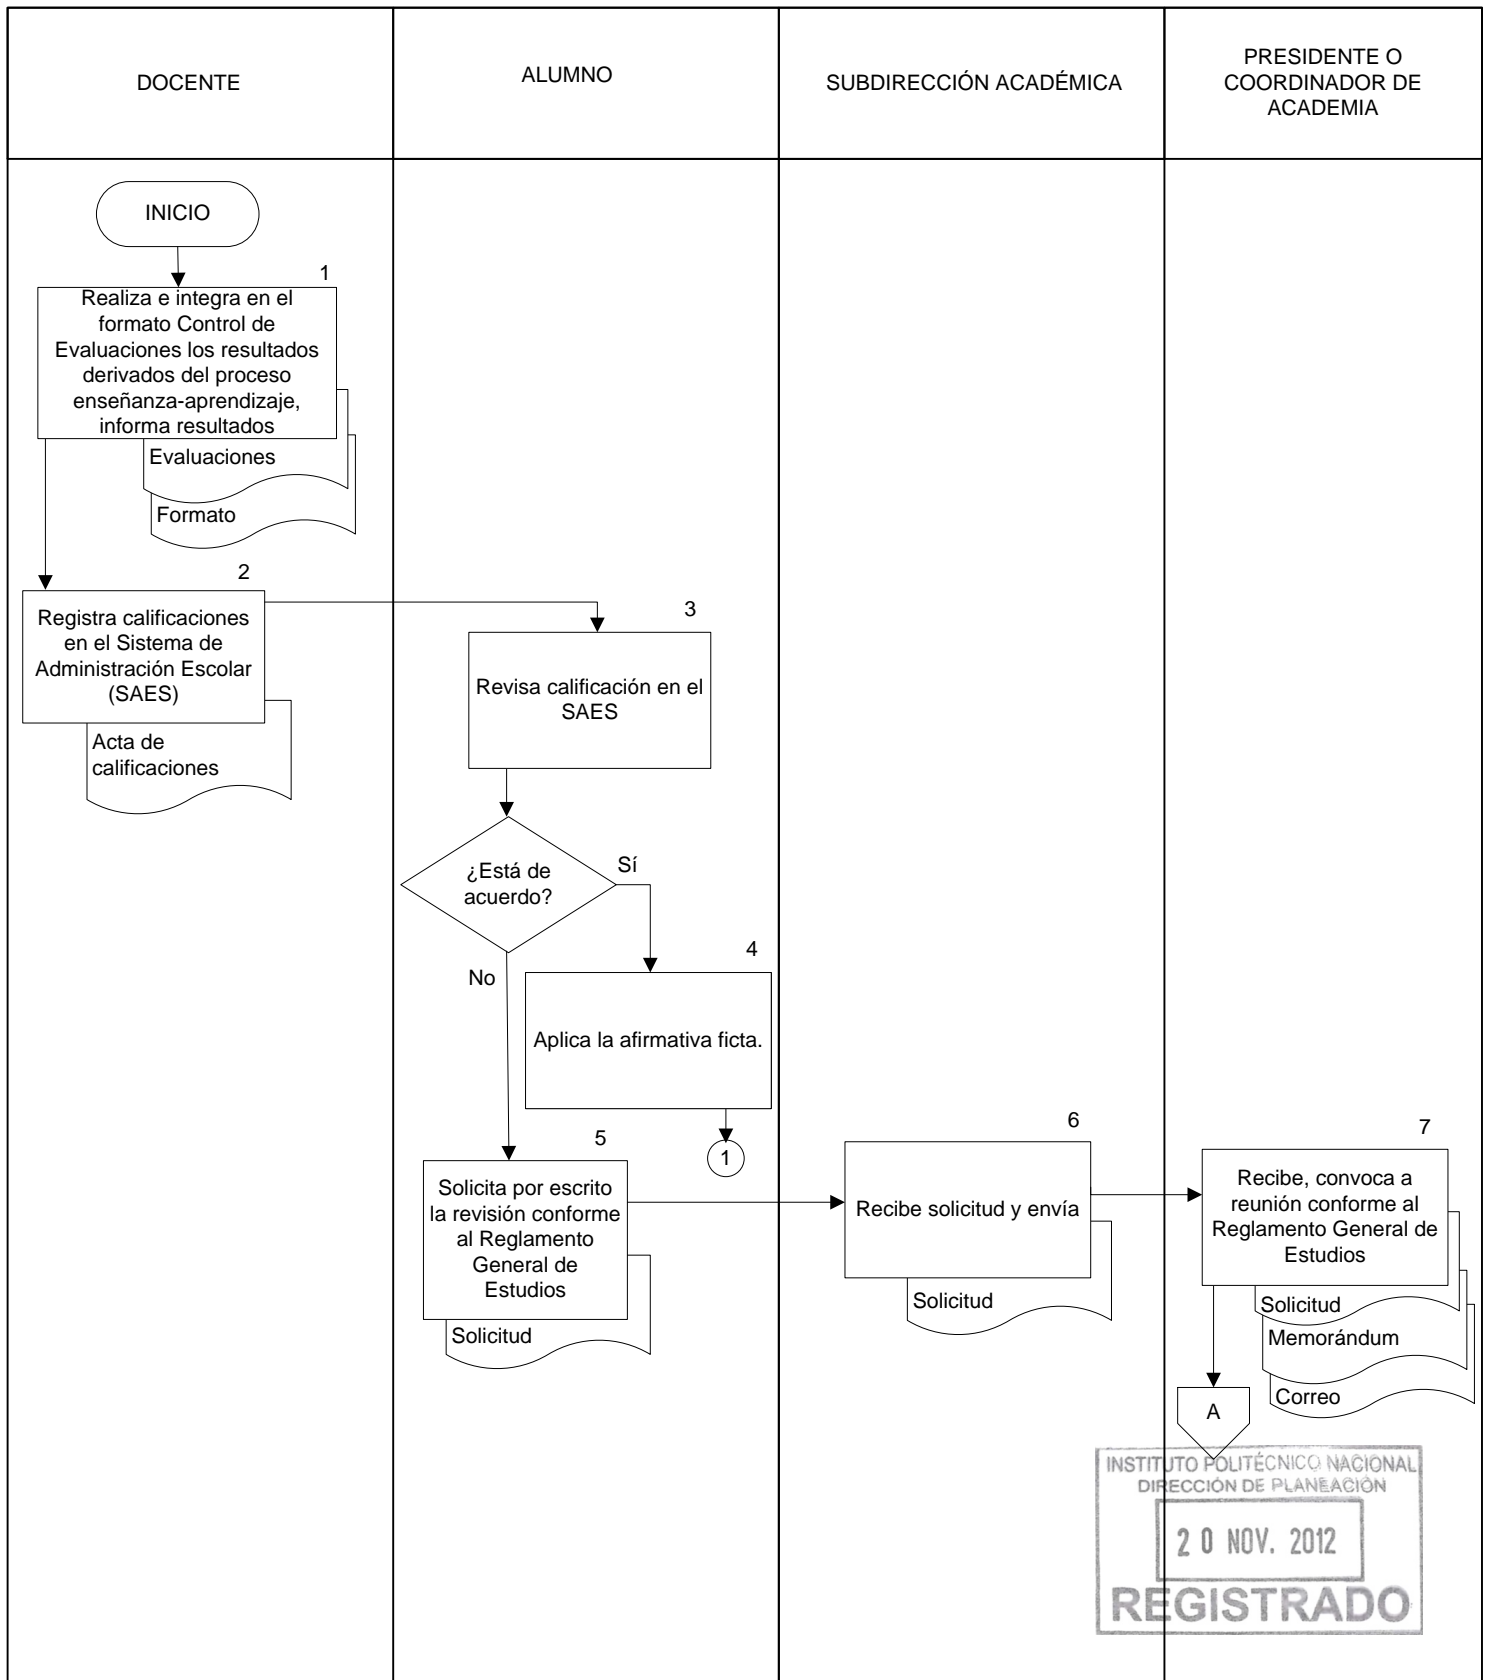 DOCENTE
ALUMNO
SUBDIRECCIÓN ACADÉMICA
PRESIDENTE O
COORDINADOR DE
ACADEMIA
INICIO
1
Realiza e integra en el
formato Control de
Evaluaciones los resultados
derivados del proceso
enseñanza-aprendizaje,
informa resultados
Evaluaciones
Formato
2
Registra calificaciones
en el Sistema de
Administración Escolar
(SAES)
Acta de
calificaciones
3
Revisa calificación en el
SAES
¿Está de
acuerdo?
Sí
No
4
Aplica la afirmativa ficta.
1
5
Solicita por escrito
la revisión conforme
al Reglamento
General de
Estudios
Solicitud
6
Recibe solicitud y envía
Solicitud
7
Recibe, convoca a
reunión conforme al
Reglamento General de
Estudios
Solicitud
Memorándum
Correo
A
INSTITUTO POLITÉCNICO NACIONAL
DIRECCIÓN DE PLANEACIÓN
20 NOV. 2012
REGISTRADO